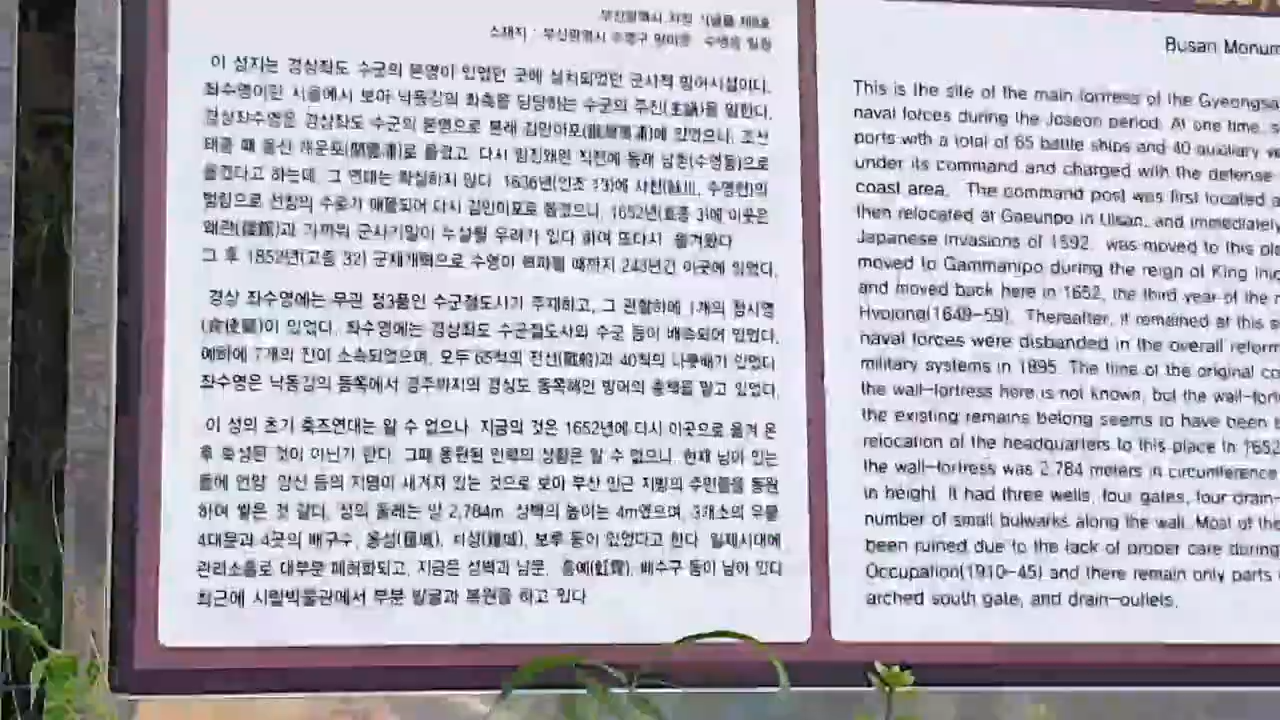 부산광역시 지정 기념물 제8호
소재지 : 부산광역시 수영구 망미동 · 수영동 일원
이 성지는 경상좌도 수군의 본영이 있었던 곳에 설치되었던 군사적 방어시설이다.
좌수영이란 서울에서 보아 낙동강의 좌측을 담당하는 수군의 주진(主鎭)을 말한다.
경상좌수영은 경상좌도 수군의 본영으로 본래 감만이포에 있었으나, 조선
태종 때 울산 개운포로 옮겼고, 다시 임진왜란 직전에 동래 남촌(수영동)으로
옮겼다고 하는데, 그 연대는 확실하지 않다. 1636년(인조 에 사천 수영천)의
범람으로 선창의 수로가 매몰되어 다시 감만이포로 옮겼으나, 1652년(효종 3)에 이곳은
왜관(倭館)과 가까워 군사기밀이 누설될 우려가 있다 하여 또다시 옮겨왔다
그 후 1852년(고종 32) 군제개혁으로 수영이 혁파될 때까지 243년간 이곳에 있었다.
경상 좌수영에는 무관 정3품인 수군절도사가 주재하고, 그 관할하에 1개의 첨사영
이 있었다. 좌수영에는 경상좌도 수군절도사와 수군 등이 배속되어 있었다.
예하에 7개의 진이 소속되었으며, 모두 65척의 전선(戰船)과 40척의 나룻배가 있었다
좌수영은 낙동강의 동쪽에서 경주까지의 경상도 동쪽해안 방어의 총책을 맡고 있었다.
이 성의 초기 축조연대는 알 수 없으나 지금의 것은 1652년에 다시 이곳으로 옮겨 온
후 확성된 것이 아닌가 한다. 그때 동원된 인력의 상황은 알 수 없으나 현재 남아 있는
돌에 언양 양산 등의 지명이 새겨져 있는 것으로 보아 부산 인근 지방의 주민들을 동원
하여 쌓은 것 같다. 성의 둘레는 약 2,784m 성벽의 높이는 4m였으며, 3개소의 우물
4대문과 4곳의 배구수, 옹성(甕城), 치성(雉城), 보루 등이 있었다고 한다 일제시대에
관리소홀로 대부분 폐허화되고, 지금은 성벽과 남문, 홍예(虹霓), 배수구 등이 남아 있다
최근에 시립박물관에서 부분 발굴과 복원을 하고 있다
Busan Monum
This is the site of the main fortress of the Gyeongsa
naval forces during the Joseon period. At one time, s
ports with a total of 65 battle ships and 40 auxiliary ve
under its command and charged with the defense
coast area. The command post was first located a
then relocated at Gaeunpo in Ulsan, and immediately
Japanese Invasions of 1592. was moved to this pla
moved to Gammanipo during the reign of King Inj
and moved back here in 1652, the third year of the r
Hyojong(1649-59). Thereafter, it remained at this s
naval forces were disbanded in the overall reform
military systems in 1895. The time of the original co
the wall-fortress here is not known, but the wall-fort
the existing remains belong seems to have been b
relocation of the headquarters to this place in 1652
the wall-fortress was 2,784 meters in circumference
in height. It had three wells, four gates, four drain-
number of small bulwarks along the wall. Most of the
been ruined due to the lack of proper care during
Occupation(1910-45) and there remain only parts
arched south gate, and drain-outlets.